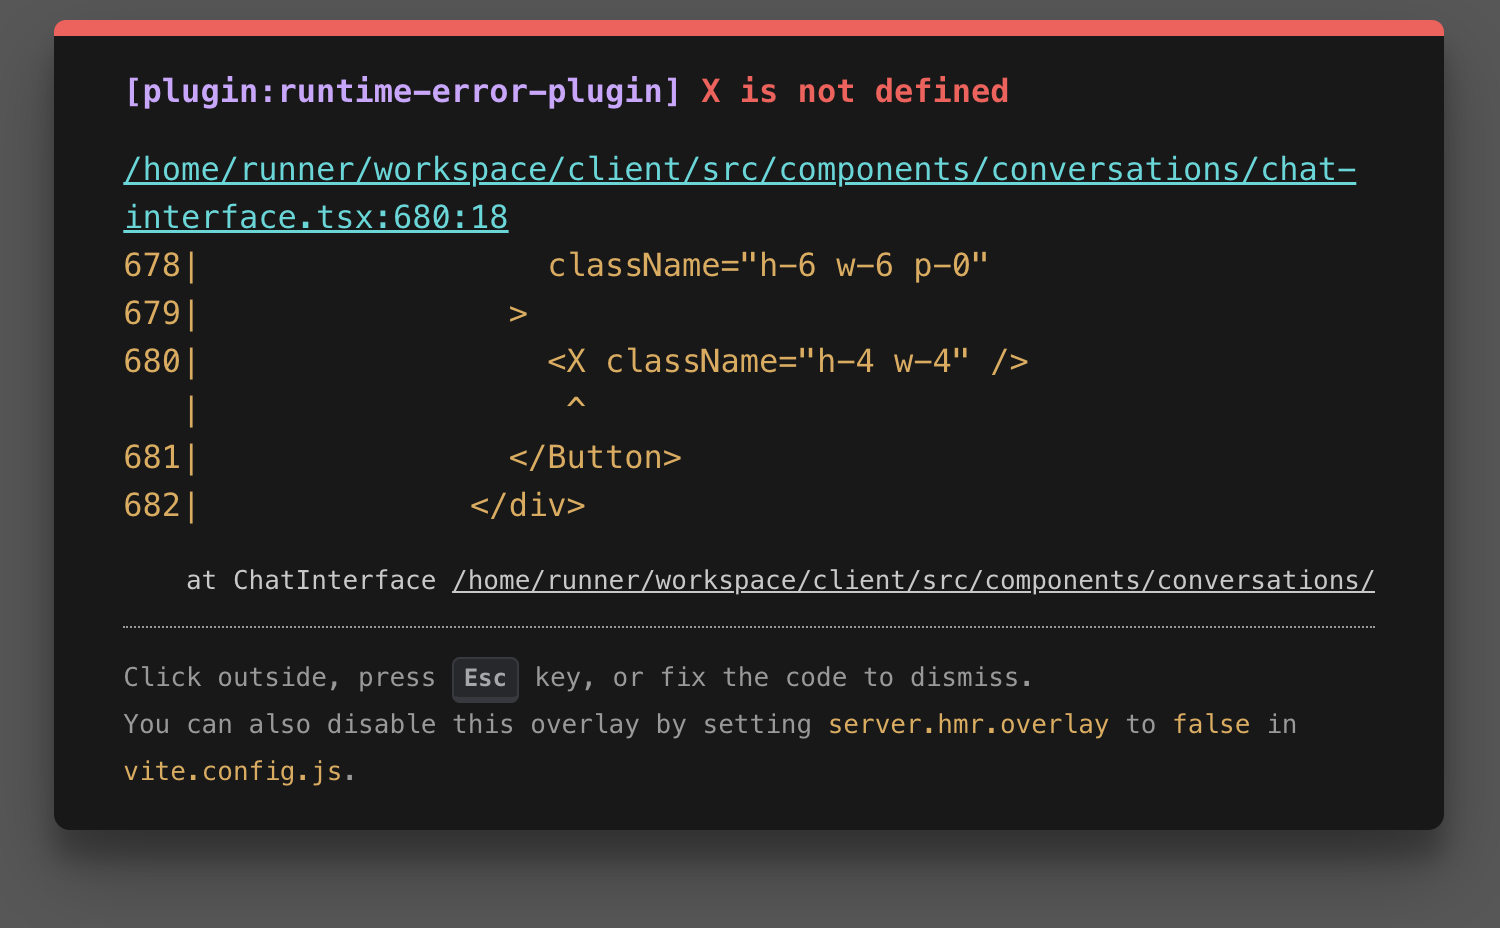 [plugin:runtime-error-plugin] X is not defined
/home/runner/workspace/client/src/components/conversations/chat-
interface.tsx:680:18
678|                  className="h-6 w-6 p-0"
679|                >
680|                  <X className="h-4 w-4" />
   |                   ^
681|                </Button>
682|              </div>
at ChatInterface /home/runner/workspace/client/src/components/conversations/
Click outside, press Esc key, or fix the code to dismiss.
You can also disable this overlay by setting server.hmr.overlay to false in
vite.config.js.